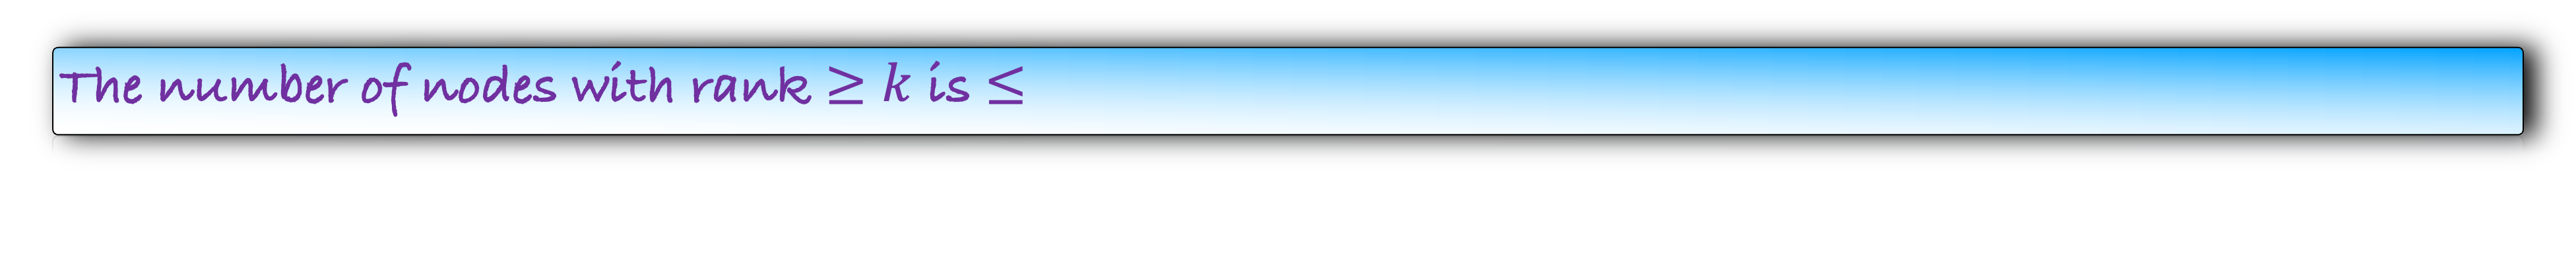 The number of nodes with rank ≥ k is ≤